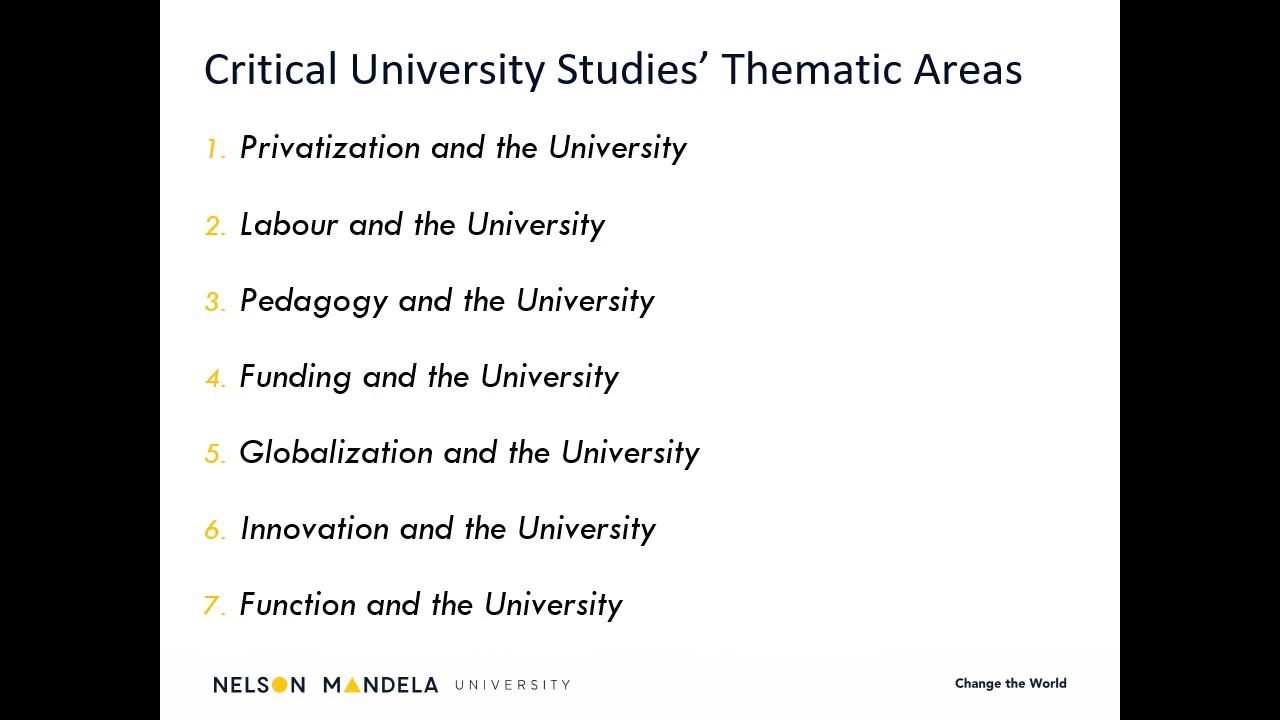 Critical University Studies’ Thematic Areas
1. Privatization and the University
2. Labour and the University
3. Pedagogy and the University
4. Funding and the University
5. Globalization and the University
6. Innovation and the University
7. Function and the University
NELSON MANDELA UNIVERSITY
Change the World